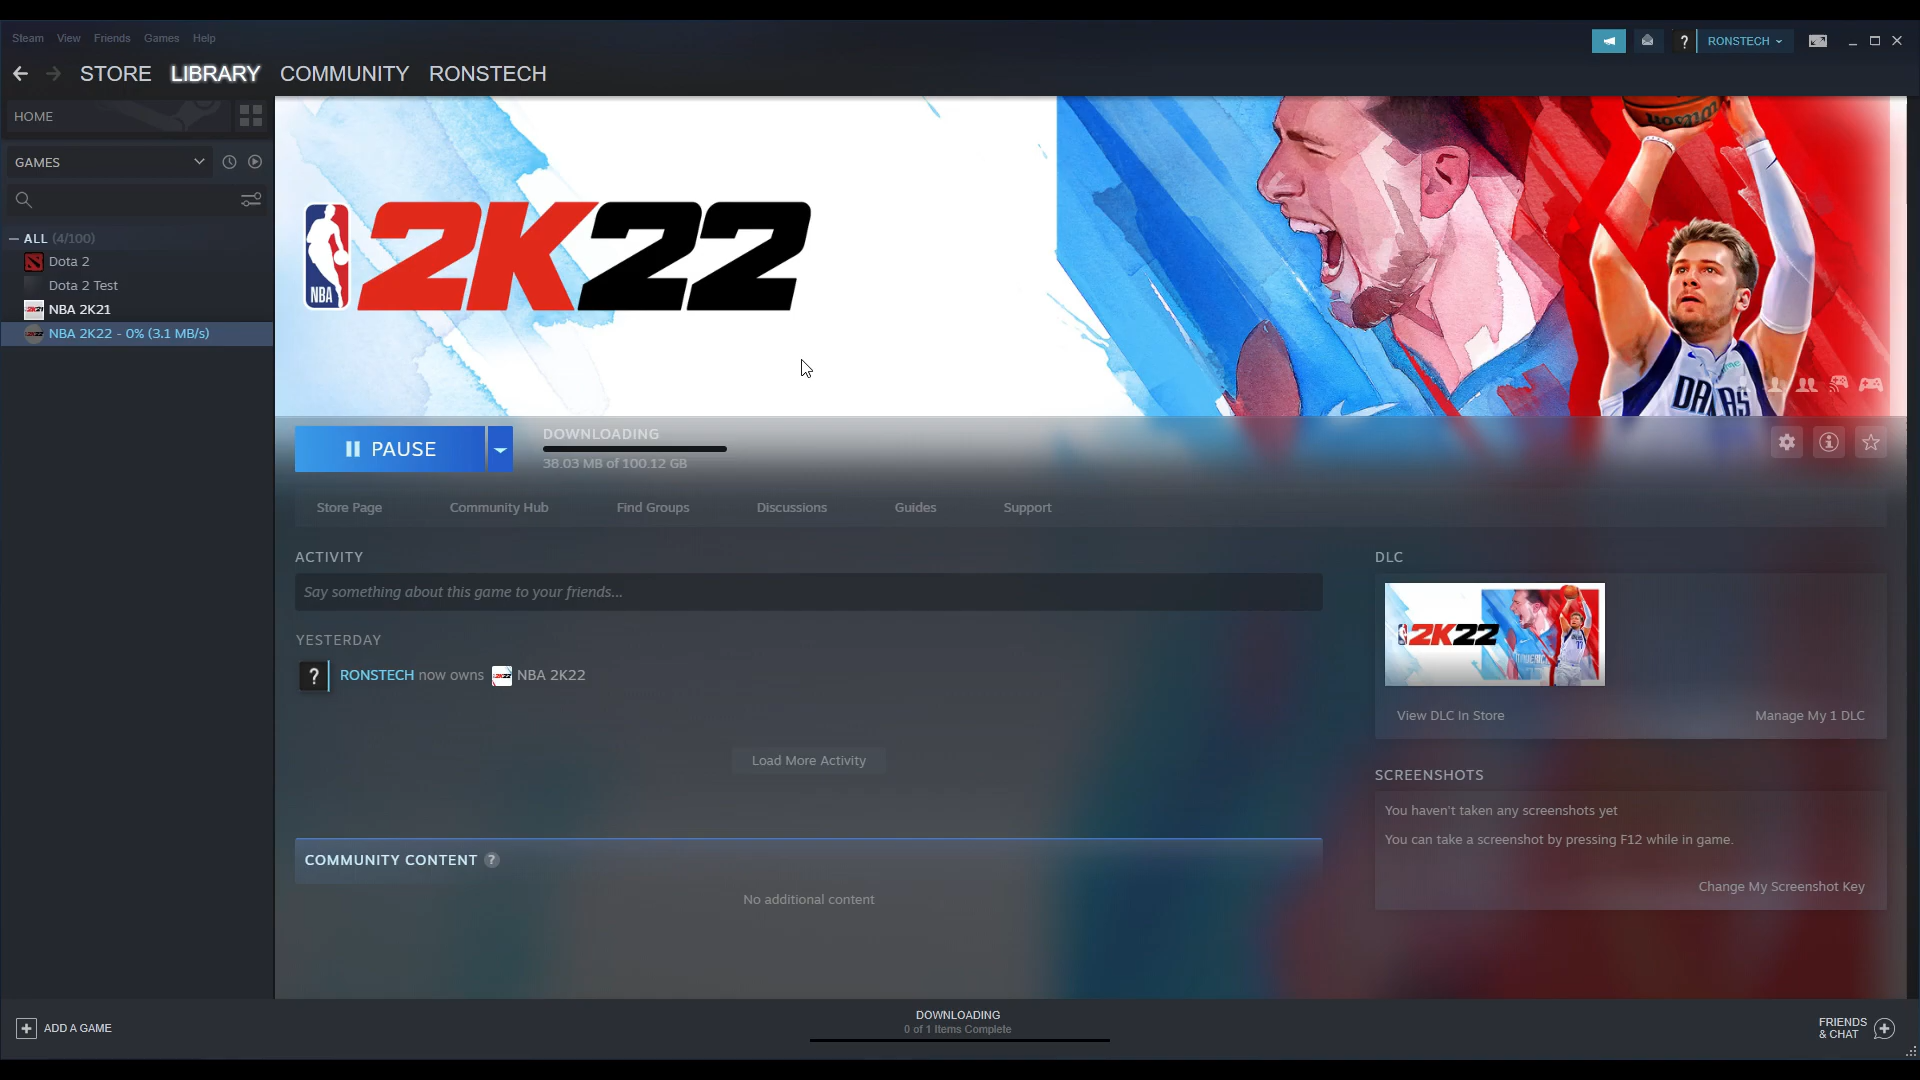 Steam View Friends Games Help
RONSTECH
STORE LIBRARY COMMUNITY RONSTECH
HOME
GAMES
ALL (4/100)
Dota 2
Dota 2 Test
NBA 2K21
NBA 2K22 - 0% (3.1 MB/s)
NBA 2K22
Wilson
DALLAS
PAUSE
DOWNLOADING
38.03 MB of 100.12 GB
Store Page Community Hub Find Groups Discussions Guides Support
ACTIVITY
Say something about this game to your friends...
YESTERDAY
? RONSTECH now owns NBA 2K22
Load More Activity
COMMUNITY CONTENT ?
No additional content
DLC
2K22
View DLC In Store Manage My 1 DLC
SCREENSHOTS
You haven't taken any screenshots yet
You can take a screenshot by pressing F12 while in game.
Change My Screenshot Key
ADD A GAME
DOWNLOADING
0 of 1 Items Complete
FRIENDS
& CHAT